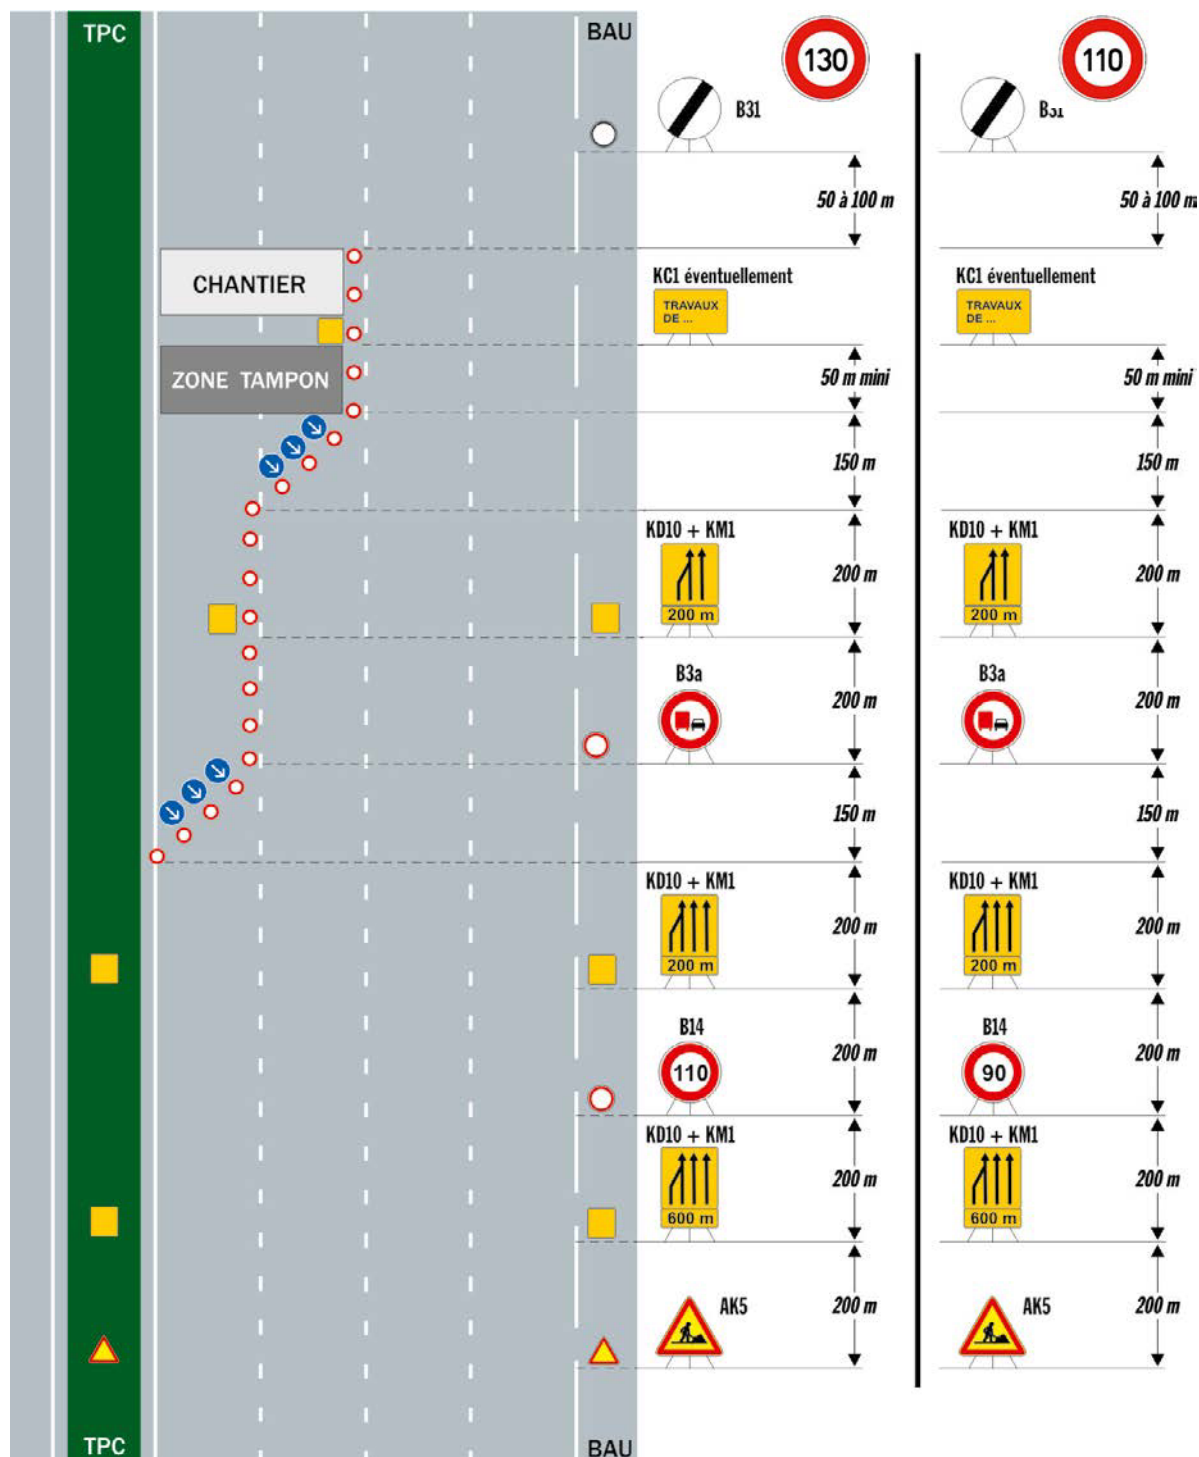 TPC
BAU
130
110
B31
B31
50 à 100 m
50 à 100 m
CHANTIER
KC1 éventuellement
KC1 éventuellement
TRAVAUX
DE ...
TRAVAUX
DE ...
ZONE TAMPON
50 m mini
50 m mini
150 m
150 m
KD10 + KM1
KD10 + KM1
200 m
200 m
200 m
200 m
B3a
B3a
200 m
200 m
150 m
150 m
KD10 + KM1
KD10 + KM1
200 m
200 m
200 m
200 m
B14
B14
110
200 m
90
200 m
KD10 + KM1
KD10 + KM1
600 m
200 m
600 m
200 m
AK5
200 m
AK5
200 m
TPC
BAU